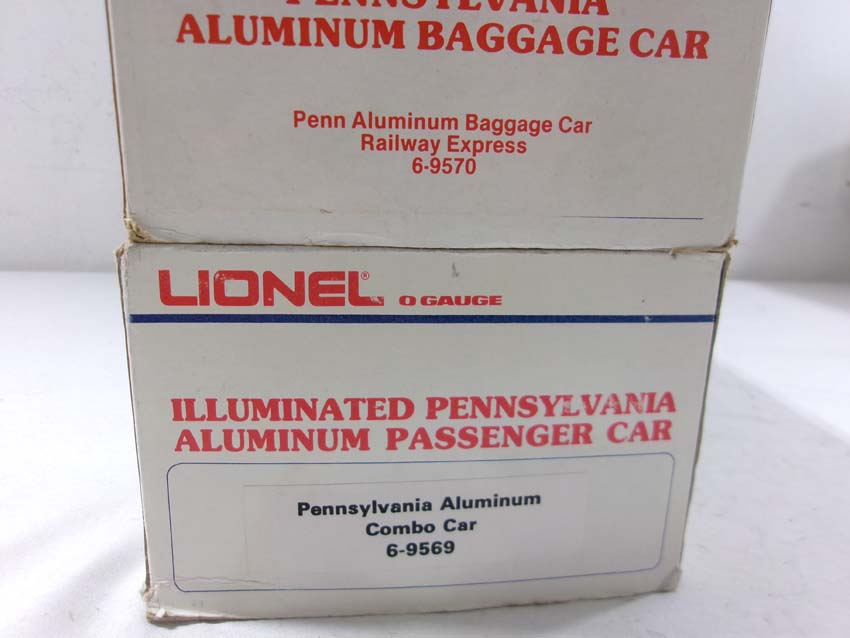 PENNSYLVANIA
ALUMINUM BAGGAGE CAR
Penn Aluminum Baggage Car
Railway Express
6-9570
LIONEL® O GAUGE
ILLUMINATED PENNSYLVANIA
ALUMINUM PASSENGER CAR
Pennsylvania Aluminum
Combo Car
6-9569